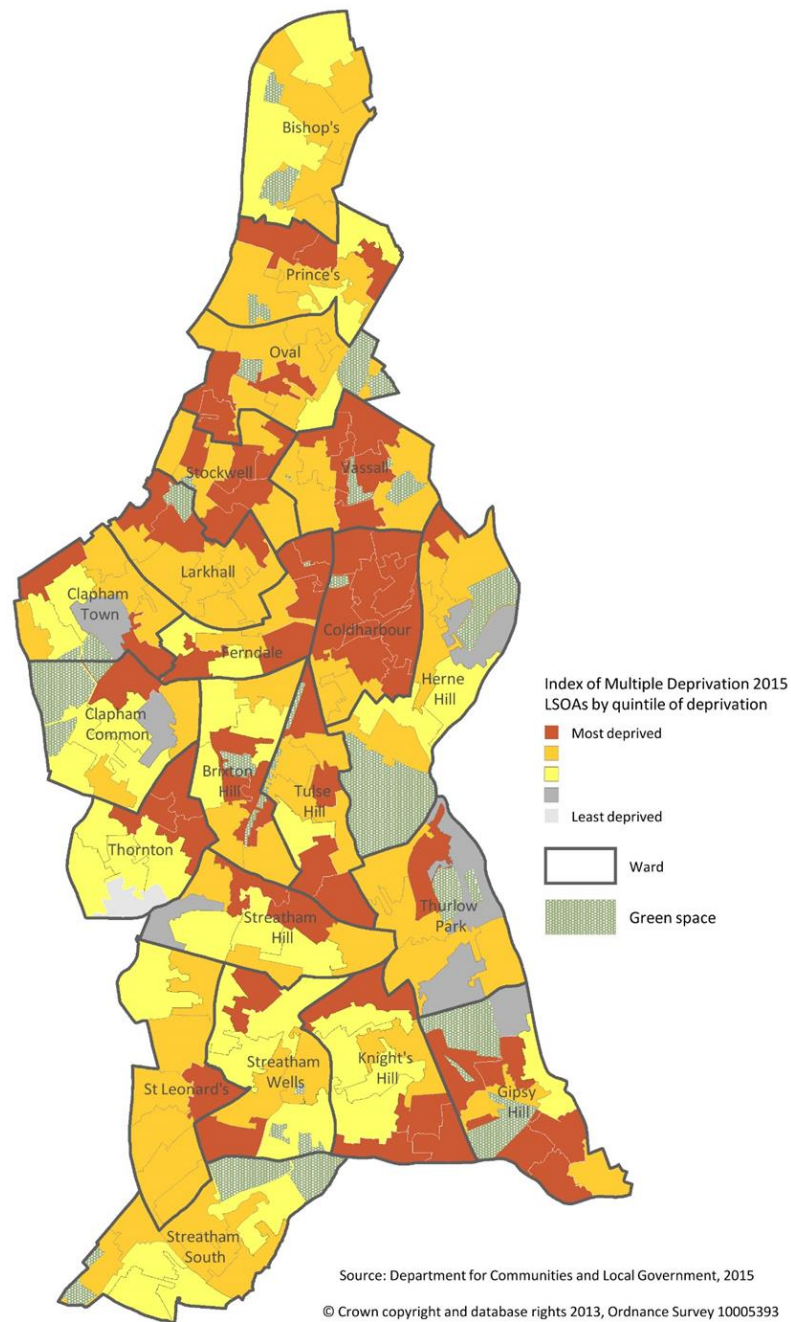 Bishop's
Prince's
Oval
Stockwell
Vassall
Larkhall
Clapham
Town
Ferndale
Coldharbour
Herne
Hill
Clapham
Common
Brixton
Hill
Tulse
Hill
Thornton
Streatham
Hill
Thurlow
Park
St Leonard's
Streatham
Wells
Knight's
Hill
Gipsy
Hill
Streatham
South
Index of Multiple Deprivation 2015
LSOAs by quintile of deprivation
Most deprived
Least deprived
Ward
Green space
Source: Department for Communities and Local Government, 2015
© Crown copyright and database rights 2013, Ordnance Survey 10005393